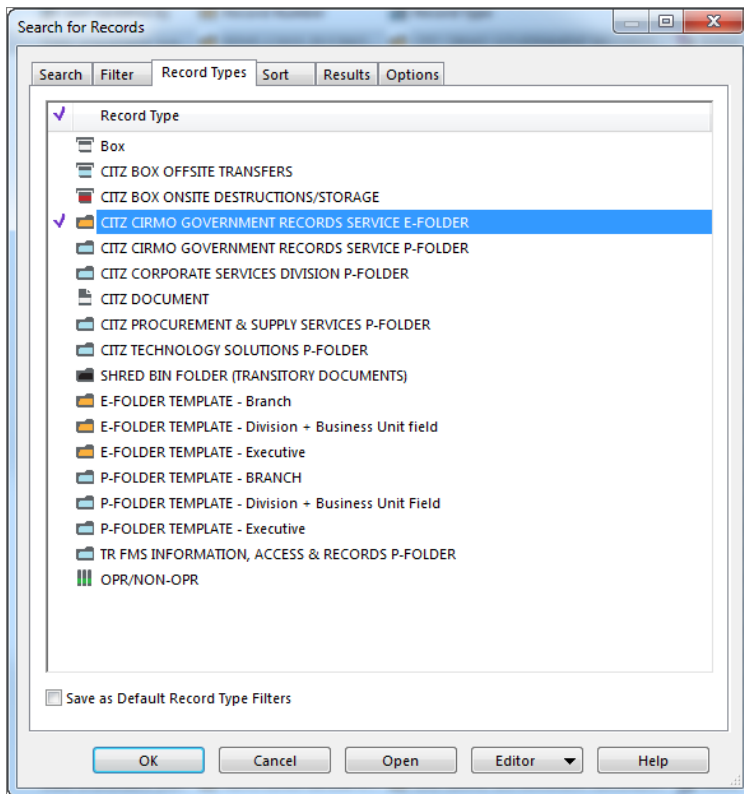 Search for Records
Search Filter Record Types Sort Results Options
Record Type
Box
CITZ BOX OFFSITE TRANSFERS
CITZ BOX ONSITE DESTRUCTIONS/STORAGE
CITZ CIRMO GOVERNMENT RECORDS SERVICE E-FOLDER
CITZ CIRMO GOVERNMENT RECORDS SERVICE P-FOLDER
CITZ CORPORATE SERVICES DIVISION P-FOLDER
CITZ DOCUMENT
CITZ PROCUREMENT & SUPPLY SERVICES P-FOLDER
CITZ TECHNOLOGY SOLUTIONS P-FOLDER
SHRED BIN FOLDER (TRANSITORY DOCUMENTS)
E-FOLDER TEMPLATE - Branch
E-FOLDER TEMPLATE - Division + Business Unit field
E-FOLDER TEMPLATE - Executive
P-FOLDER TEMPLATE - BRANCH
P-FOLDER TEMPLATE - Division + Business Unit Field
P-FOLDER TEMPLATE - Executive
TR FMS INFORMATION, ACCESS & RECORDS P-FOLDER
OPR/NON-OPR
Save as Default Record Type Filters
OK Cancel Open Editor Help